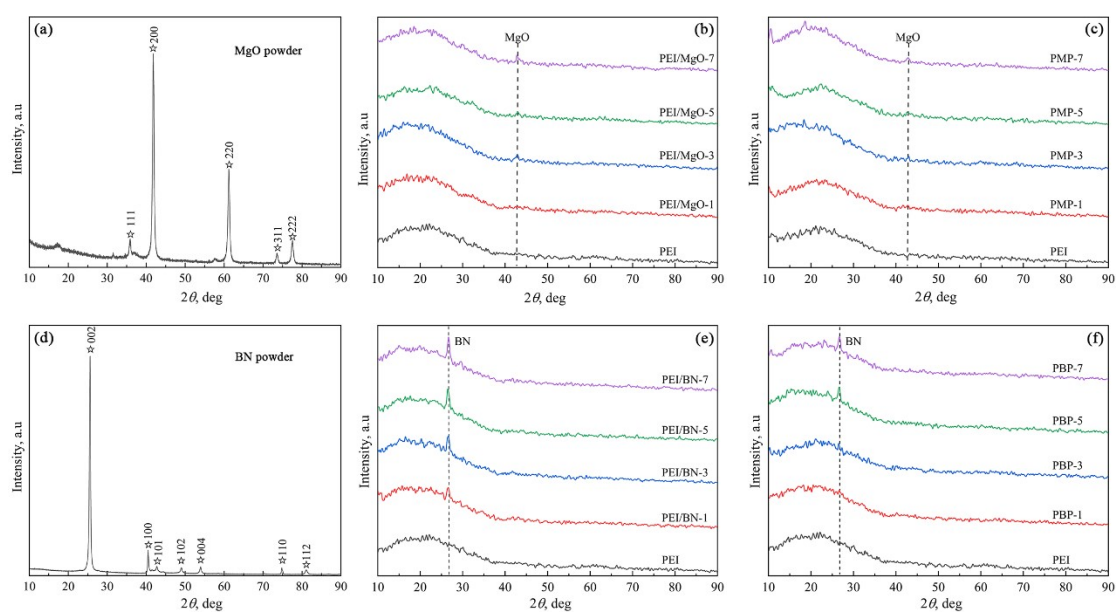 (a)
☆200
MgO powder
☆220
☆ 111
☆311
☆222
Intensity, a.u
10 20 30 40 50 60 70 80 90
2θ, deg
(b)
MgO
PEI/MgO-7
PEI/MgO-5
PEI/MgO-3
PEI/MgO-1
PEI
Intensity, a.u
10 20 30 40 50 60 70 80 90
2θ, deg
(c)
MgO
PMP-7
PMP-5
PMP-3
PMP-1
PEI
Intensity, a.u
10 20 30 40 50 60 70 80 90
2θ, deg
(d)
☆ 002
BN powder
☆100
☆101
☆102
☆004
☆110
☆112
Intensity, a.u
10 20 30 40 50 60 70 80 90
2θ, deg
(e)
BN
PEI/BN-7
PEI/BN-5
PEI/BN-3
PEI/BN-1
PEI
Intensity, a.u
10 20 30 40 50 60 70 80 90
2θ, deg
(f)
BN
PBP-7
PBP-5
PBP-3
PBP-1
PEI
Intensity, a.u
10 20 30 40 50 60 70 80 90
2θ, deg